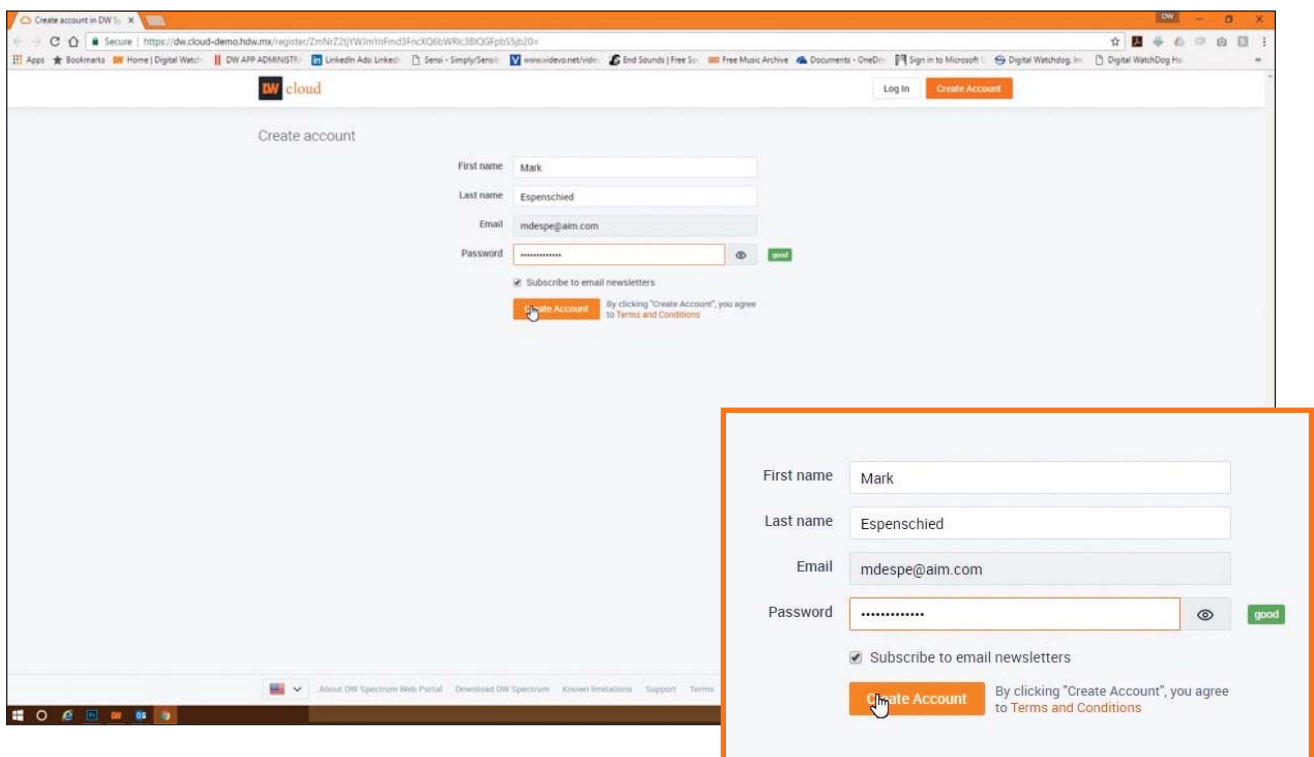 Create account in DW S
DW
Secure | https://dw.cloud-demo.hdw.mx/register/
Apps Bookmarks Home | Digital Watch DW APP ADMINISTR LinkedIn Ads: Linked Sensi - Simply/Sensi www.videvo.net/vide End Sounds | Free So Free Music Archive Documents - OneDri Sign in to Microsoft Digital Watchdog, Inc Digital WatchDog Ha
DW cloud
Log In
Create Account
Create account
First name Mark
Last name Espenschied
Email mdespe@aim.com
Password •••••••••••••
good
Subscribe to email newsletters
Create Account
By clicking "Create Account", you agree
to Terms and Conditions
First name Mark
Last name Espenschied
Email mdespe@aim.com
Password •••••••••••••
good
Subscribe to email newsletters
Create Account
By clicking "Create Account", you agree
to Terms and Conditions
About DW Spectrum Web Portal Download DW Spectrum Known limitations Support Terms